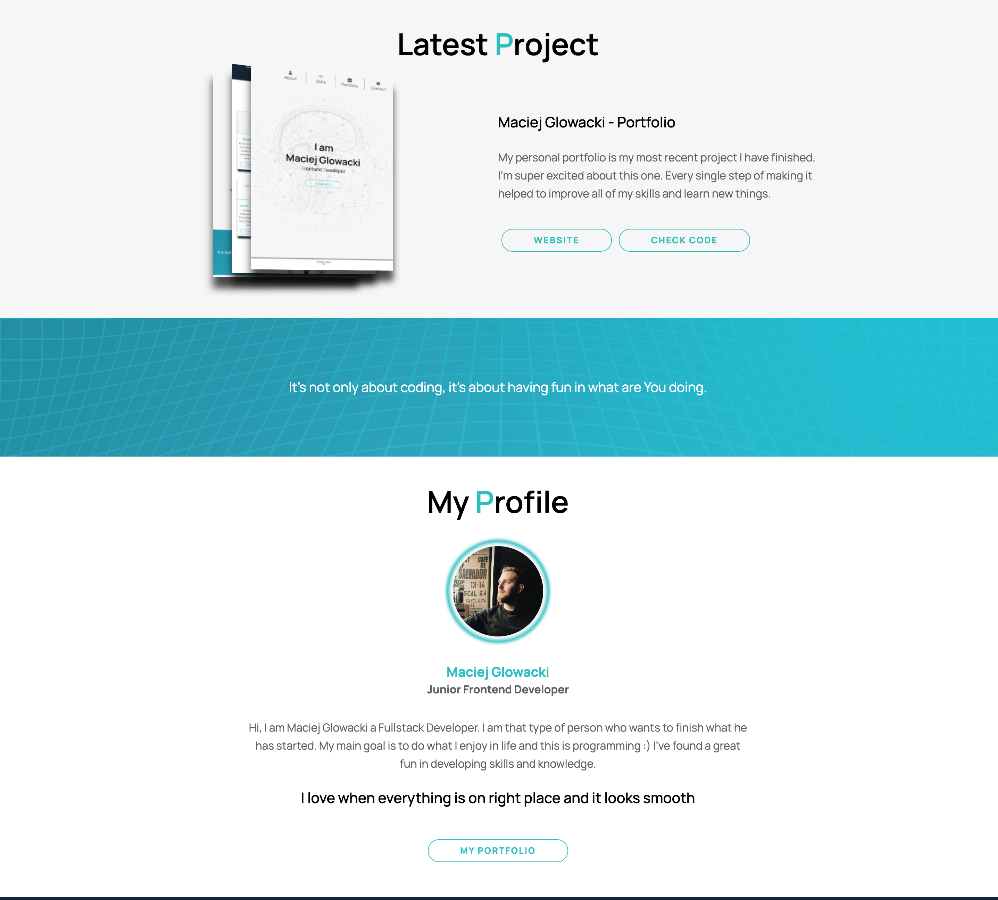 Latest Project
About
Skills
Portfolio
Contact
I am
Maciej Glowacki
Frontend Developer
Maciej Glowacki - Portfolio
My personal portfolio is my most recent project I have finished.
I'm super excited about this one. Every single step of making it
helped to improve all of my skills and learn new things.
WEBSITE
CHECK CODE
It's not only about coding, it's about having fun in what are You doing.
My Profile
CAFE
DE
SALVADOR
13-14
Maciej Glowacki
Junior Frontend Developer
Hi, I am Maciej Glowacki a Fullstack Developer. I am that type of person who wants to finish what he
has started. My main goal is to do what I enjoy in life and this is programming :) I've found a great
fun in developing skills and knowledge.
I love when everything is on right place and it looks smooth
MY PORTFOLIO